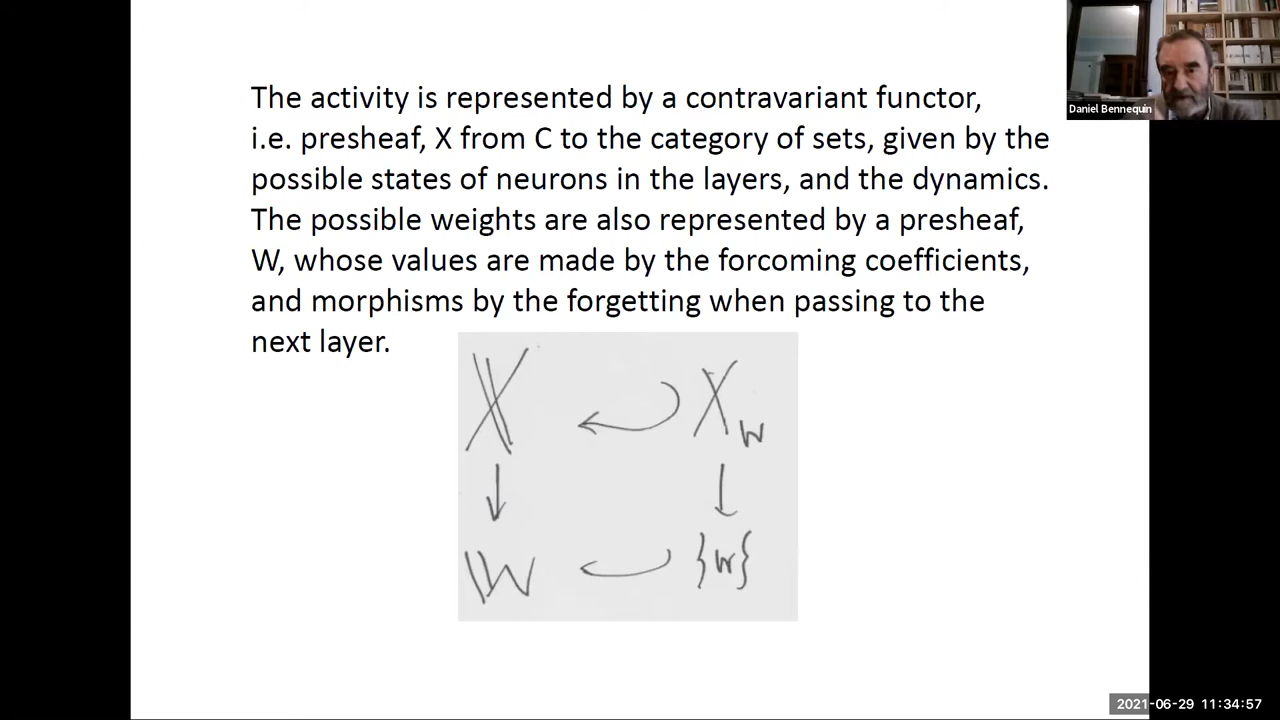 The activity is represented by a contravariant functor,
i.e. presheaf, X from C to the category of sets, given by the
possible states of neurons in the layers, and the dynamics.
The possible weights are also represented by a presheaf,
W, whose values are made by the forcoming coefficients,
and morphisms by the forgetting when passing to the
next layer.
𝕏 ↩ X_w
↓ ↓
𝕎 ↩ {w}
Daniel Bennequin
2021-06-29 11:34:57